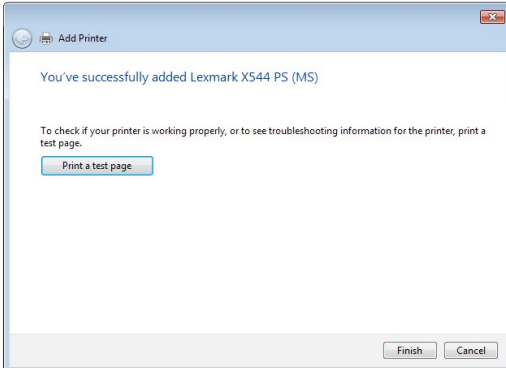 Add Printer
You've successfully added Lexmark X544 PS (MS)
To check if your printer is working properly, or to see troubleshooting information for the printer, print a
test page.
Print a test page
Finish Cancel